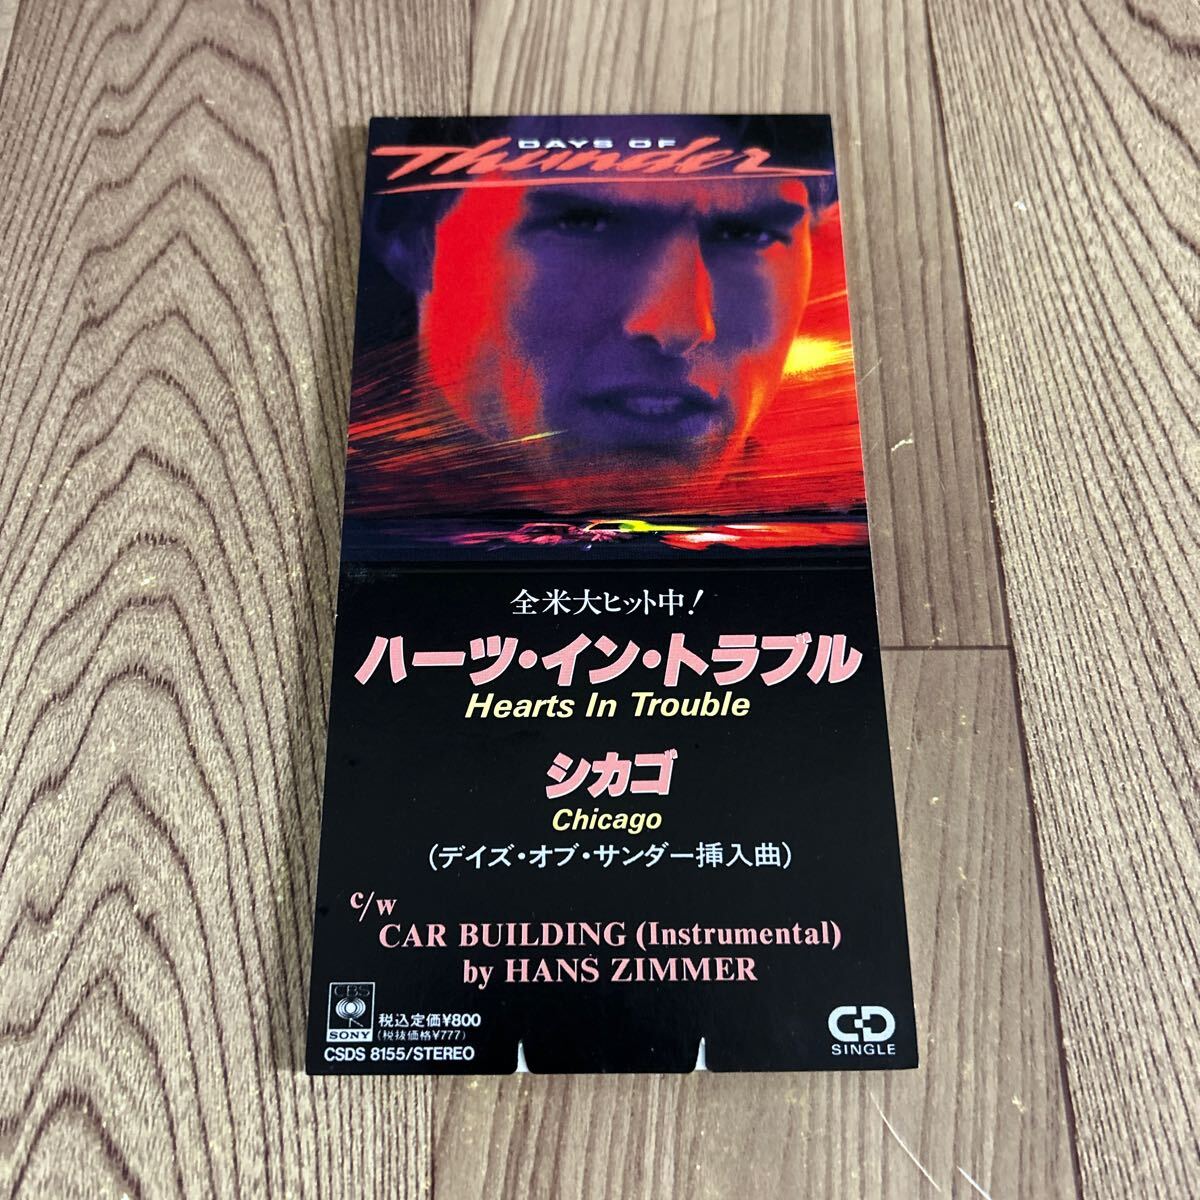 DAYS OF
Thunder
全米大ヒット中!
ハーツ・イン・トラブル
Hearts In Trouble
シカゴ
Chicago
(デイズ・オブ・サンダー挿入曲)
c/w
CAR BUILDING (Instrumental)
by HANS ZIMMER
CBS
SONY
税込定価¥800
(税抜価格¥777)
CSDS 8155/STEREO
CD
SINGLE